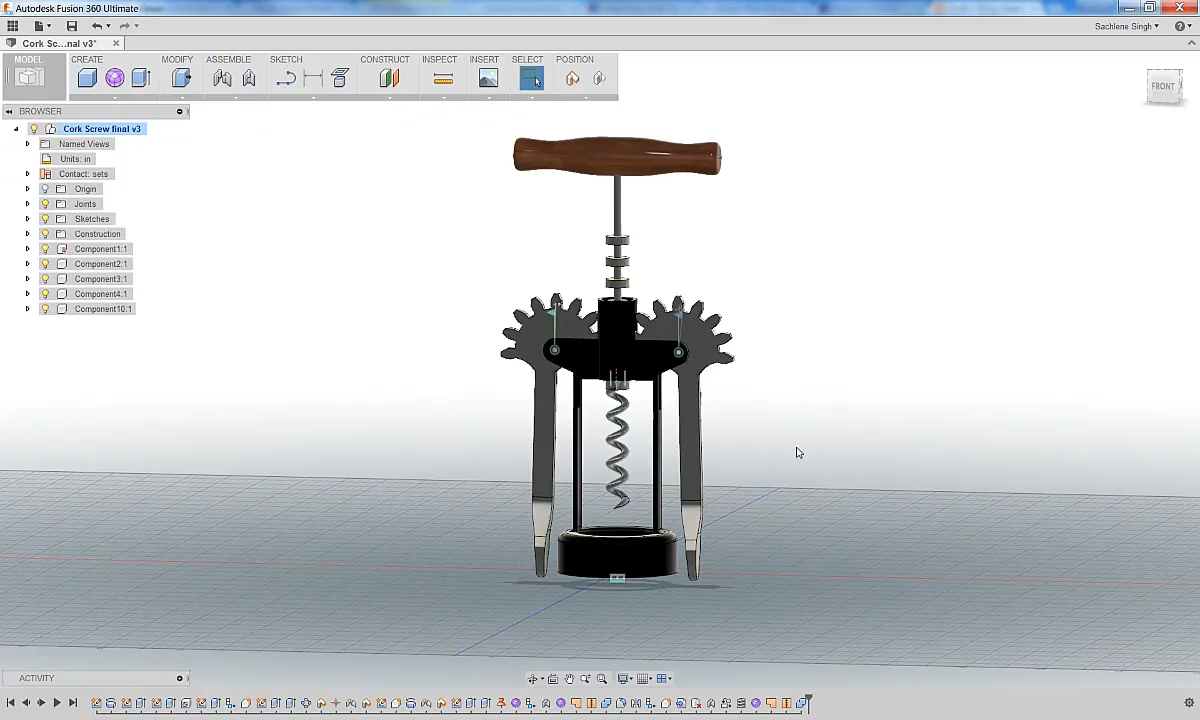 Autodesk Fusion 360 Ultimate
Sachlene Singh
Cork Sc...nal v3*
MODEL
CREATE
MODIFY
ASSEMBLE
SKETCH
CONSTRUCT
INSPECT
INSERT
SELECT
POSITION
FRONT
BROWSER
Cork Screw final v3
Named Views
Units: in
Contact: sets
Origin
Joints
Sketches
Construction
Component1:1
Component2:1
Component3:1
Component4:1
Component10:1
ACTIVITY